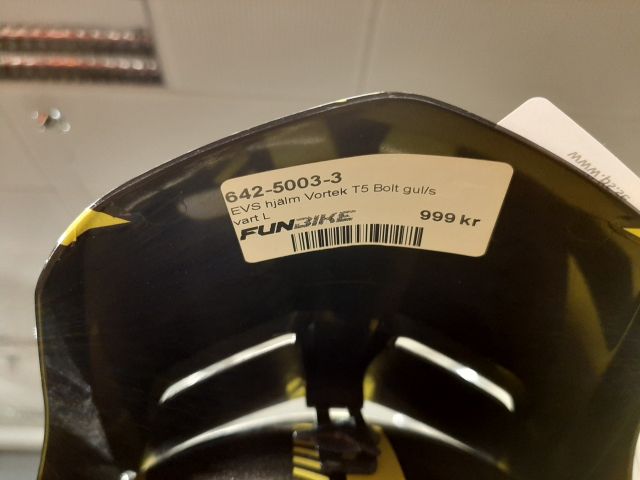 642-5003-3
EVS hjälm Vortek T5 Bolt gul/s
vart L
FUNBIKE 999 kr